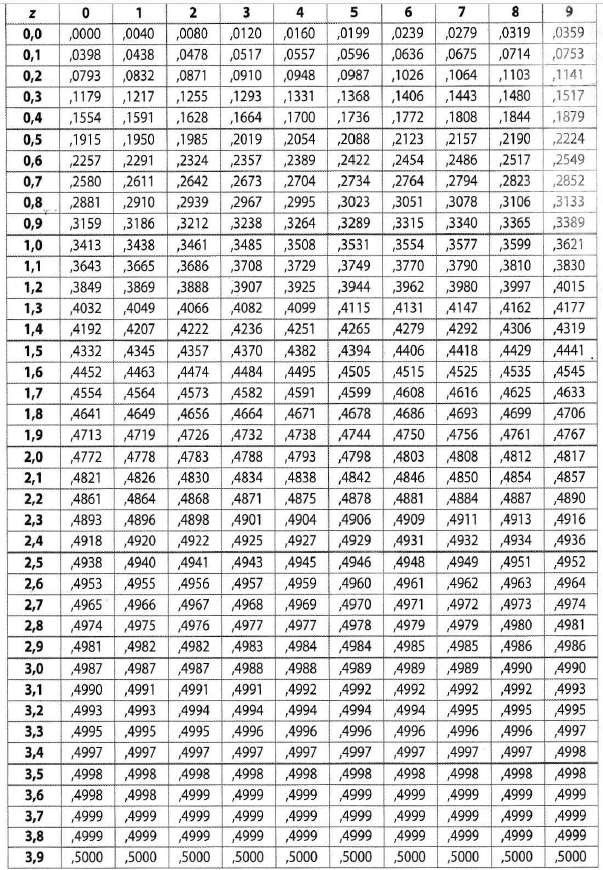 z 0 1 2 3 4 5 6 7 8 9
0,0 ,0000 ,0040 ,0080 ,0120 ,0160 ,0199 ,0239 ,0279 ,0319 ,0359
0,1 ,0398 ,0438 ,0478 ,0517 ,0557 ,0596 ,0636 ,0675 ,0714 ,0753
0,2 ,0793 ,0832 ,0871 ,0910 ,0948 ,0987 ,1026 ,1064 ,1103 ,1141
0,3 ,1179 ,1217 ,1255 ,1293 ,1331 ,1368 ,1406 ,1443 ,1480 ,1517
0,4 ,1554 ,1591 ,1628 ,1664 ,1700 ,1736 ,1772 ,1808 ,1844 ,1879
0,5 ,1915 ,1950 ,1985 ,2019 ,2054 ,2088 ,2123 ,2157 ,2190 ,2224
0,6 ,2257 ,2291 ,2324 ,2357 ,2389 ,2422 ,2454 ,2486 ,2517 ,2549
0,7 ,2580 ,2611 ,2642 ,2673 ,2704 ,2734 ,2764 ,2794 ,2823 ,2852
0,8 ,2881 ,2910 ,2939 ,2967 ,2995 ,3023 ,3051 ,3078 ,3106 ,3133
0,9 ,3159 ,3186 ,3212 ,3238 ,3264 ,3289 ,3315 ,3340 ,3365 ,3389
1,0 ,3413 ,3438 ,3461 ,3485 ,3508 ,3531 ,3554 ,3577 ,3599 ,3621
1,1 ,3643 ,3665 ,3686 ,3708 ,3729 ,3749 ,3770 ,3790 ,3810 ,3830
1,2 ,3849 ,3869 ,3888 ,3907 ,3925 ,3944 ,3962 ,3980 ,3997 ,4015
1,3 ,4032 ,4049 ,4066 ,4082 ,4099 ,4115 ,4131 ,4147 ,4162 ,4177
1,4 ,4192 ,4207 ,4222 ,4236 ,4251 ,4265 ,4279 ,4292 ,4306 ,4319
1,5 ,4332 ,4345 ,4357 ,4370 ,4382 ,4394 ,4406 ,4418 ,4429 ,4441
1,6 ,4452 ,4463 ,4474 ,4484 ,4495 ,4505 ,4515 ,4525 ,4535 ,4545
1,7 ,4554 ,4564 ,4573 ,4582 ,4591 ,4599 ,4608 ,4616 ,4625 ,4633
1,8 ,4641 ,4649 ,4656 ,4664 ,4671 ,4678 ,4686 ,4693 ,4699 ,4706
1,9 ,4713 ,4719 ,4726 ,4732 ,4738 ,4744 ,4750 ,4756 ,4761 ,4767
2,0 ,4772 ,4778 ,4783 ,4788 ,4793 ,4798 ,4803 ,4808 ,4812 ,4817
2,1 ,4821 ,4826 ,4830 ,4834 ,4838 ,4842 ,4846 ,4850 ,4854 ,4857
2,2 ,4861 ,4864 ,4868 ,4871 ,4875 ,4878 ,4881 ,4884 ,4887 ,4890
2,3 ,4893 ,4896 ,4898 ,4901 ,4904 ,4906 ,4909 ,4911 ,4913 ,4916
2,4 ,4918 ,4920 ,4922 ,4925 ,4927 ,4929 ,4931 ,4932 ,4934 ,4936
2,5 ,4938 ,4940 ,4941 ,4943 ,4945 ,4946 ,4948 ,4949 ,4951 ,4952
2,6 ,4953 ,4955 ,4956 ,4957 ,4959 ,4960 ,4961 ,4962 ,4963 ,4964
2,7 ,4965 ,4966 ,4967 ,4968 ,4969 ,4970 ,4971 ,4972 ,4973 ,4974
2,8 ,4974 ,4975 ,4976 ,4977 ,4977 ,4978 ,4979 ,4979 ,4980 ,4981
2,9 ,4981 ,4982 ,4982 ,4983 ,4984 ,4984 ,4985 ,4985 ,4986 ,4986
3,0 ,4987 ,4987 ,4987 ,4988 ,4988 ,4989 ,4989 ,4989 ,4990 ,4990
3,1 ,4990 ,4991 ,4991 ,4991 ,4992 ,4992 ,4992 ,4992 ,4992 ,4993
3,2 ,4993 ,4993 ,4994 ,4994 ,4994 ,4994 ,4994 ,4995 ,4995 ,4995
3,3 ,4995 ,4995 ,4995 ,4996 ,4996 ,4996 ,4996 ,4996 ,4996 ,4997
3,4 ,4997 ,4997 ,4997 ,4997 ,4997 ,4997 ,4997 ,4997 ,4997 ,4998
3,5 ,4998 ,4998 ,4998 ,4998 ,4998 ,4998 ,4998 ,4998 ,4998 ,4998
3,6 ,4998 ,4998 ,4999 ,4999 ,4999 ,4999 ,4999 ,4999 ,4999 ,4999
3,7 ,4999 ,4999 ,4999 ,4999 ,4999 ,4999 ,4999 ,4999 ,4999 ,4999
3,8 ,4999 ,4999 ,4999 ,4999 ,4999 ,4999 ,4999 ,4999 ,4999 ,4999
3,9 ,5000 ,5000 ,5000 ,5000 ,5000 ,5000 ,5000 ,5000 ,5000 ,5000